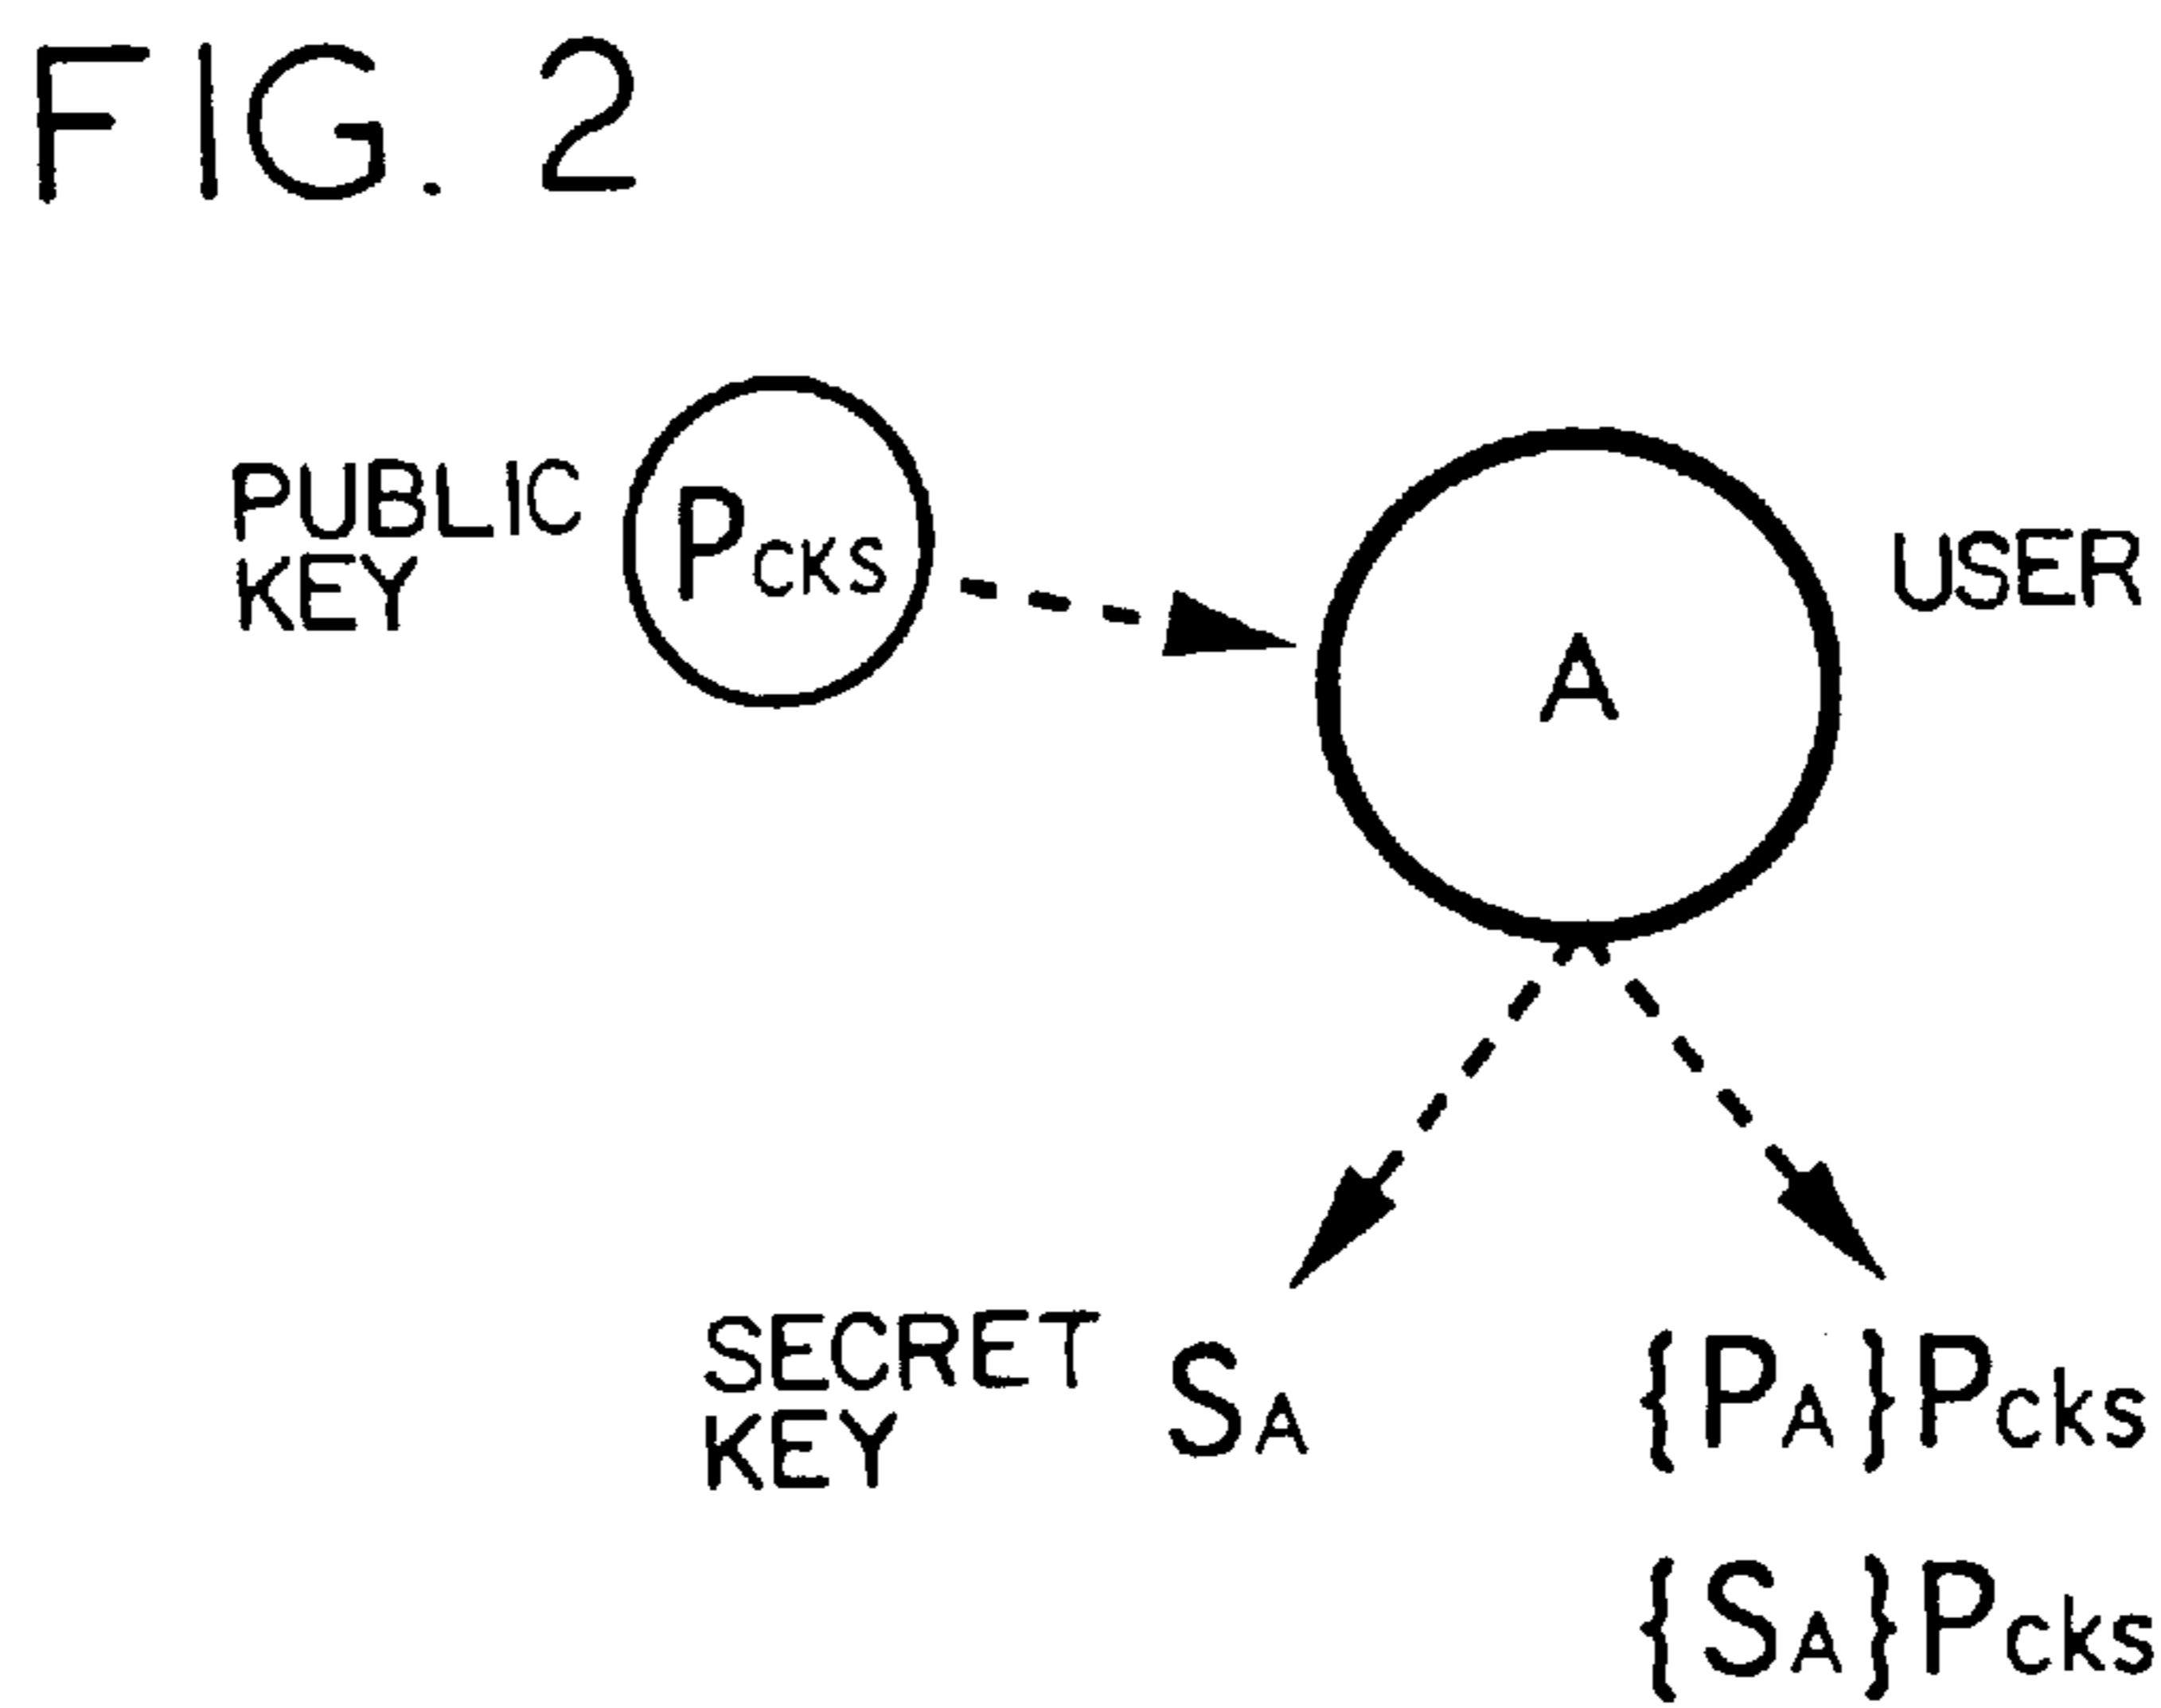 FIG. 2
PUBLIC
KEY
Pcks
USER
A
SECRET
KEY
SA
{PA}Pcks
{SA}Pcks